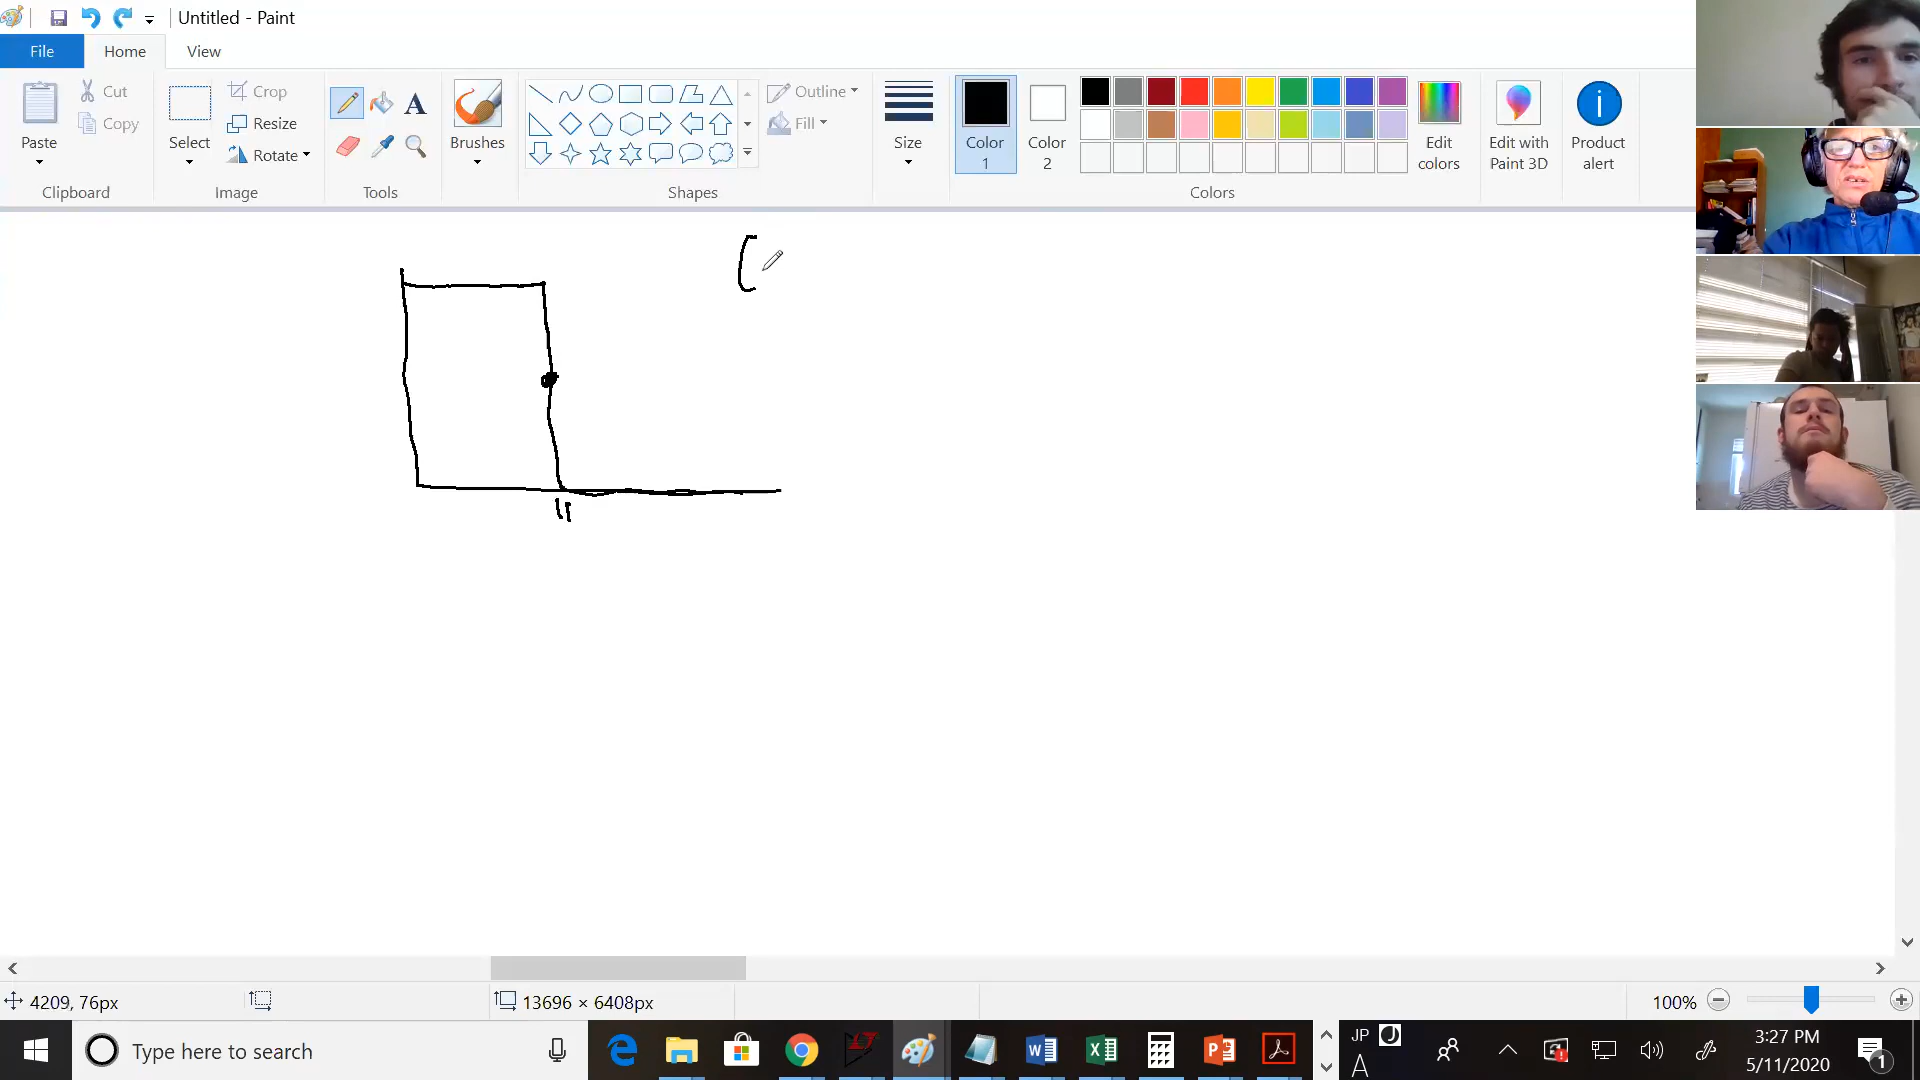 Untitled - Paint
File Home View
Paste
Cut
Copy
Clipboard
Select
Crop
Resize
Rotate
Image
A
Tools
Brushes
Shapes
Outline
Fill
Size
Color 1
Color 2
Colors
Edit colors
Edit with Paint 3D
Product alert
4209, 76px
13696 × 6408px
100%
Type here to search
JP
A
3:27 PM
5/11/2020
1